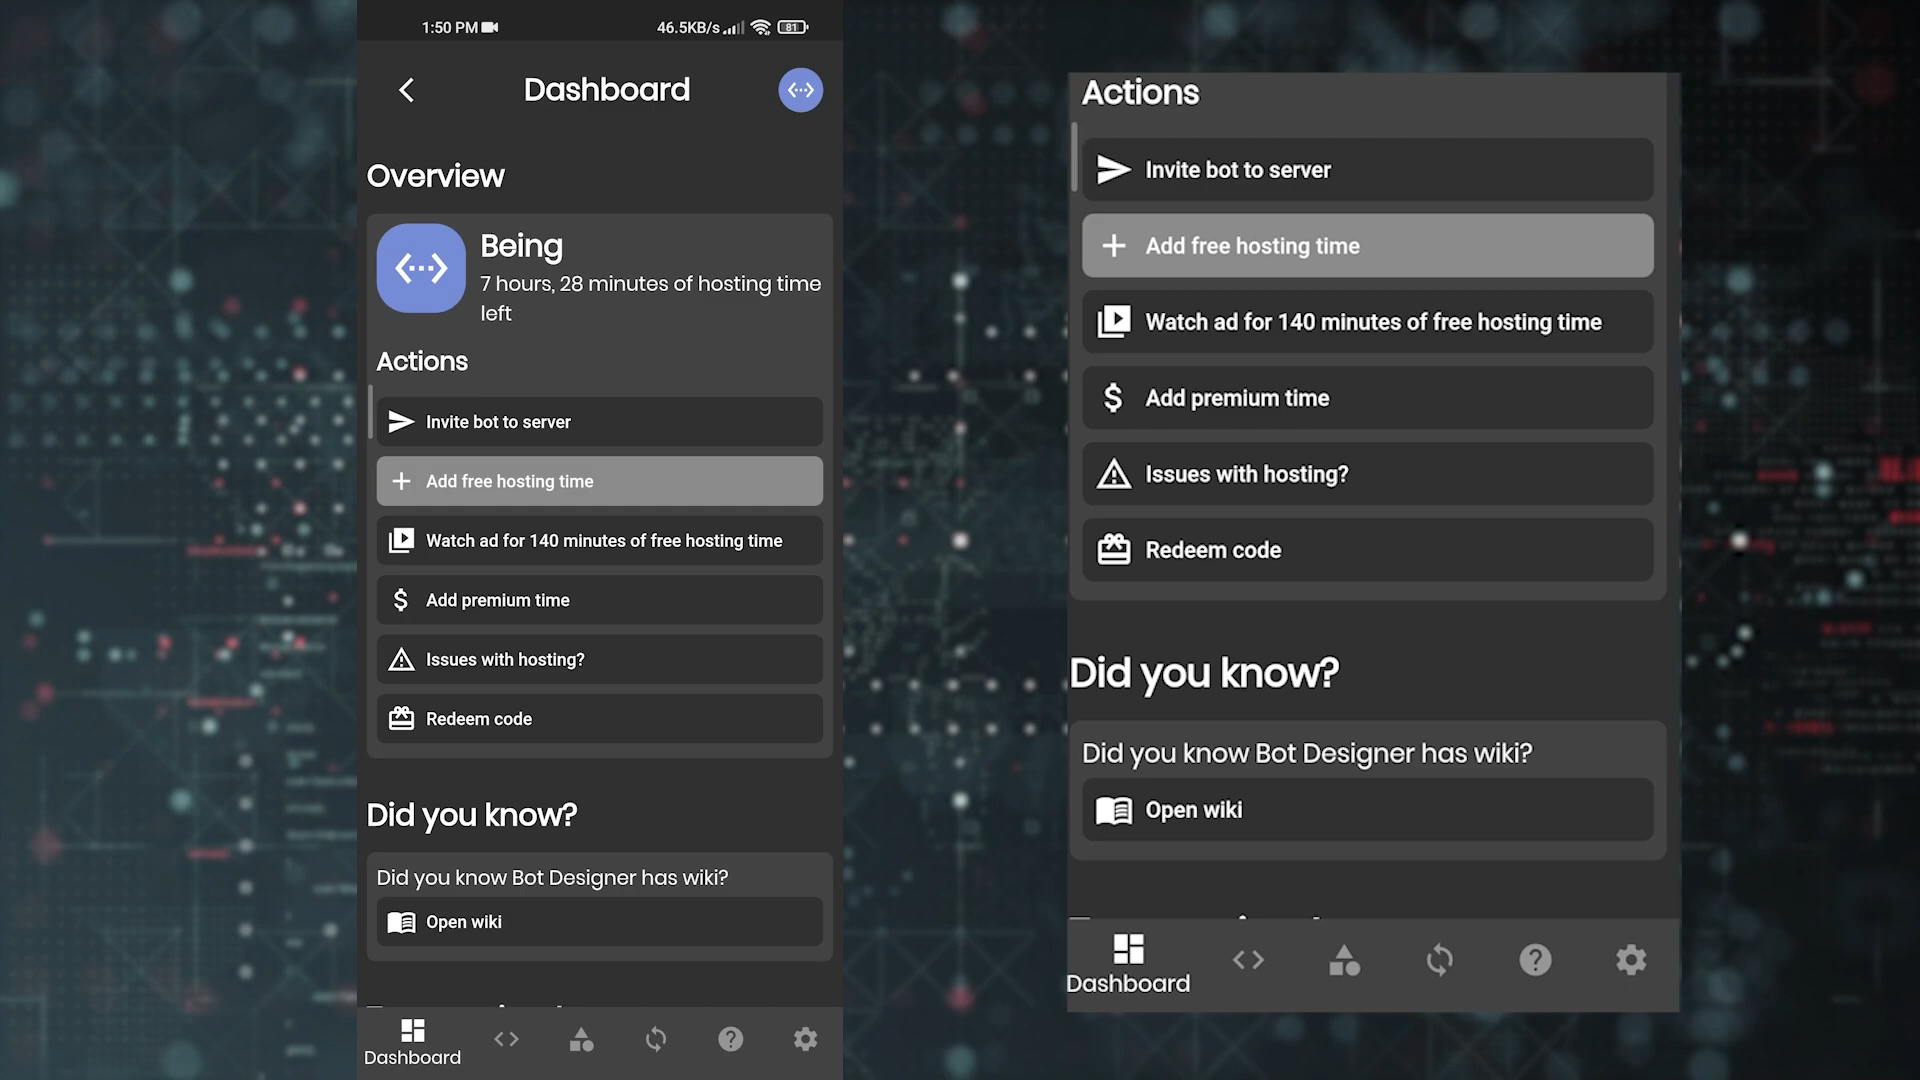 1:50 PM
46.5KB/s
81
Dashboard
Overview
Being
7 hours, 28 minutes of hosting time
left
Actions
Invite bot to server
Add free hosting time
Watch ad for 140 minutes of free hosting time
Add premium time
Issues with hosting?
Redeem code
Did you know?
Did you know Bot Designer has wiki?
Open wiki
Dashboard
Actions
Invite bot to server
Add free hosting time
Watch ad for 140 minutes of free hosting time
Add premium time
Issues with hosting?
Redeem code
Did you know?
Did you know Bot Designer has wiki?
Open wiki
Dashboard